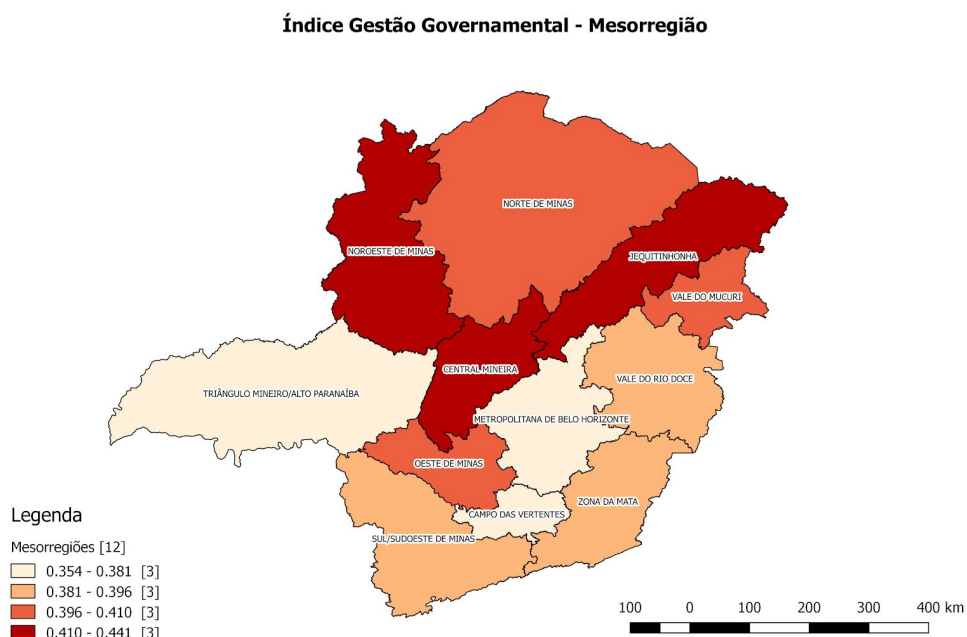 Índice Gestão Governamental - Mesorregião
NORTE DE MINAS
NOROESTE DE MINAS
JEQUITINHONHA
VALE DO MUCURI
CENTRAL MINEIRA
VALE DO RIO DOCE
TRIÂNGULO MINEIRO/ALTO PARANAÍBA
METROPOLITANA DE BELO HORIZONTE
OESTE DE MINAS
ZONA DA MATA
CAMPO DAS VERTENTES
SUL/SUDOESTE DE MINAS
Legenda
Mesorregiões [12]
0.354 - 0.381 [3]
0.381 - 0.396 [3]
0.396 - 0.410 [3]
0.410 - 0.441 [3]
100 0 100 200 300 400 km